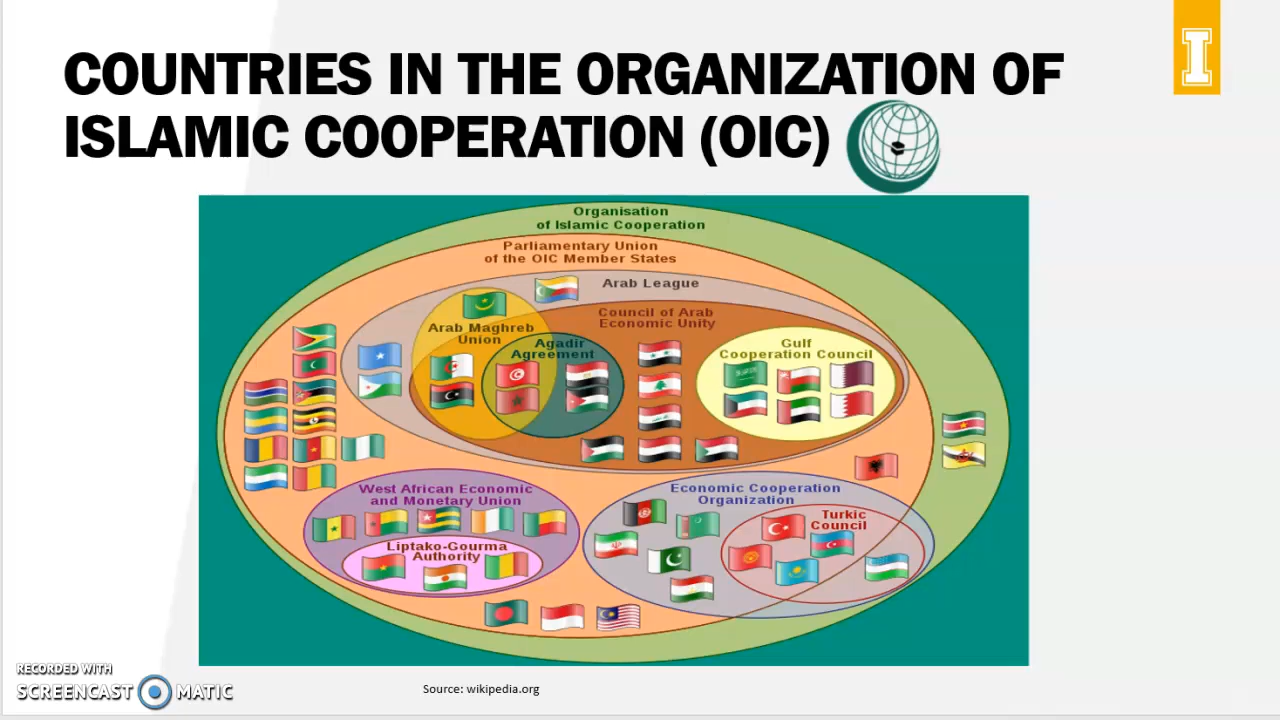 COUNTRIES IN THE ORGANIZATION OF
ISLAMIC COOPERATION (OIC)
I
Organisation
of Islamic Cooperation
Parliamentary Union
of the OIC Member States
Arab League
Council of Arab
Economic Unity
Arab Maghreb
Union
Agadir
Agreement
Gulf
Cooperation Council
West African Economic
and Monetary Union
Liptako-Gourma
Authority
Economic Cooperation
Organization
Turkic
Council
RECORDED WITH
SCREENCAST MATIC
Source: wikipedia.org